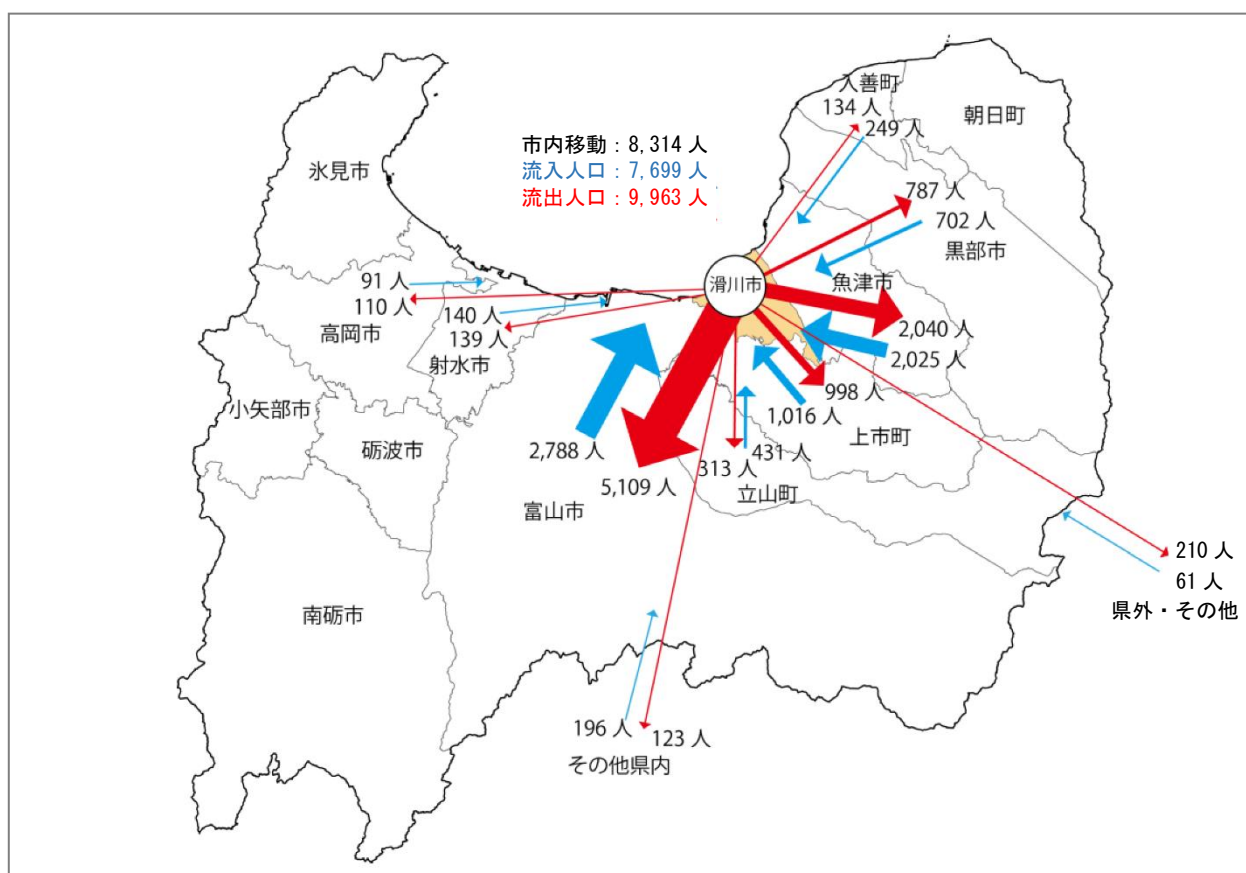 入善町
134 人
249 人
朝日町
市内移動：8,314 人
流入人口：7,699 人
流出人口：9,963 人
氷見市
787 人
702 人
黒部市
91 人
110 人
高岡市
140 人
139 人
射水市
滑川市
魚津市
2,040 人
2,025 人
998 人
1,016 人
上市町
小矢部市
砺波市
2,788 人
5,109 人
富山市
313 人
431 人
立山町
210 人
61 人
県外・その他
南砺市
196 人
123 人
その他県内